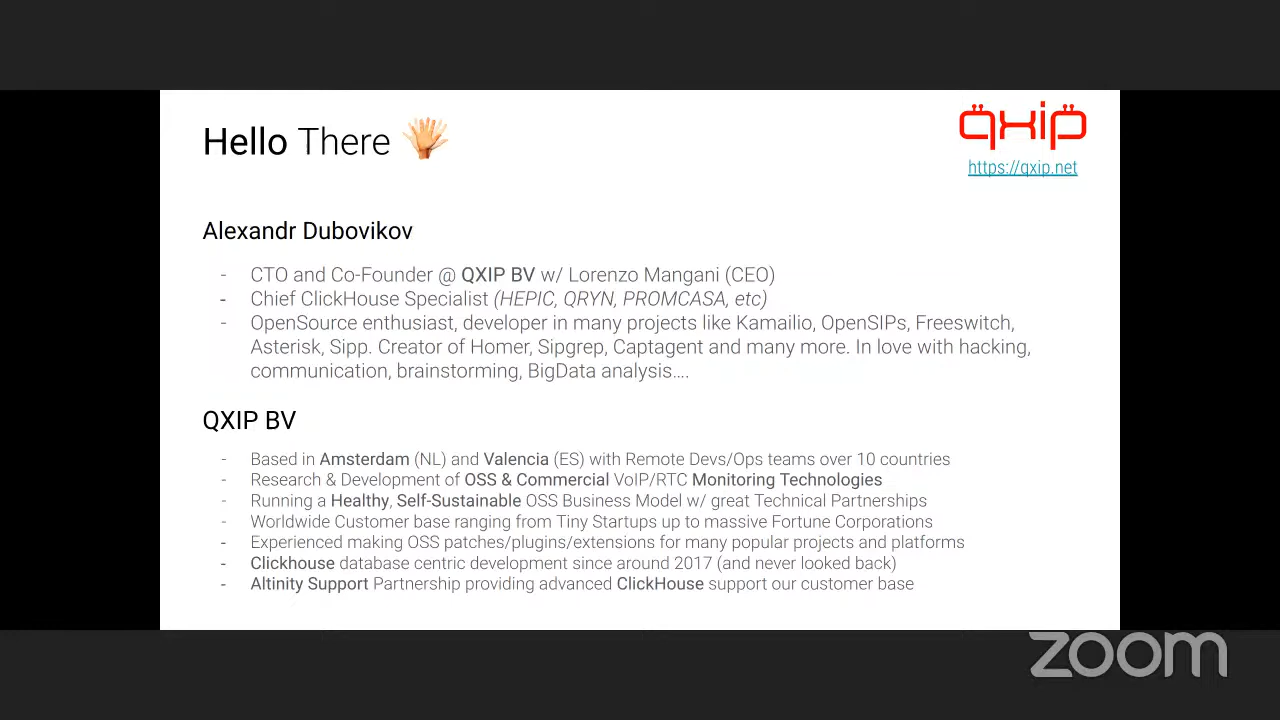 Hello There
qxip
https://qxip.net
Alexandr Dubovikov
- CTO and Co-Founder @ QXIP BV w/ Lorenzo Mangani (CEO)
- Chief ClickHouse Specialist (HEPIC, QRYN, PROMCASA, etc)
- OpenSource enthusiast, developer in many projects like Kamailio, OpenSIPs, Freeswitch,
Asterisk, Sipp. Creator of Homer, Sipgrep, Captagent and many more. In love with hacking,
communication, brainstorming, BigData analysis….
QXIP BV
- Based in Amsterdam (NL) and Valencia (ES) with Remote Devs/Ops teams over 10 countries
- Research & Development of OSS & Commercial VoIP/RTC Monitoring Technologies
- Running a Healthy, Self-Sustainable OSS Business Model w/ great Technical Partnerships
- Worldwide Customer base ranging from Tiny Startups up to massive Fortune Corporations
- Experienced making OSS patches/plugins/extensions for many popular projects and platforms
- Clickhouse database centric development since around 2017 (and never looked back)
- Altinity Support Partnership providing advanced ClickHouse support our customer base
zoom